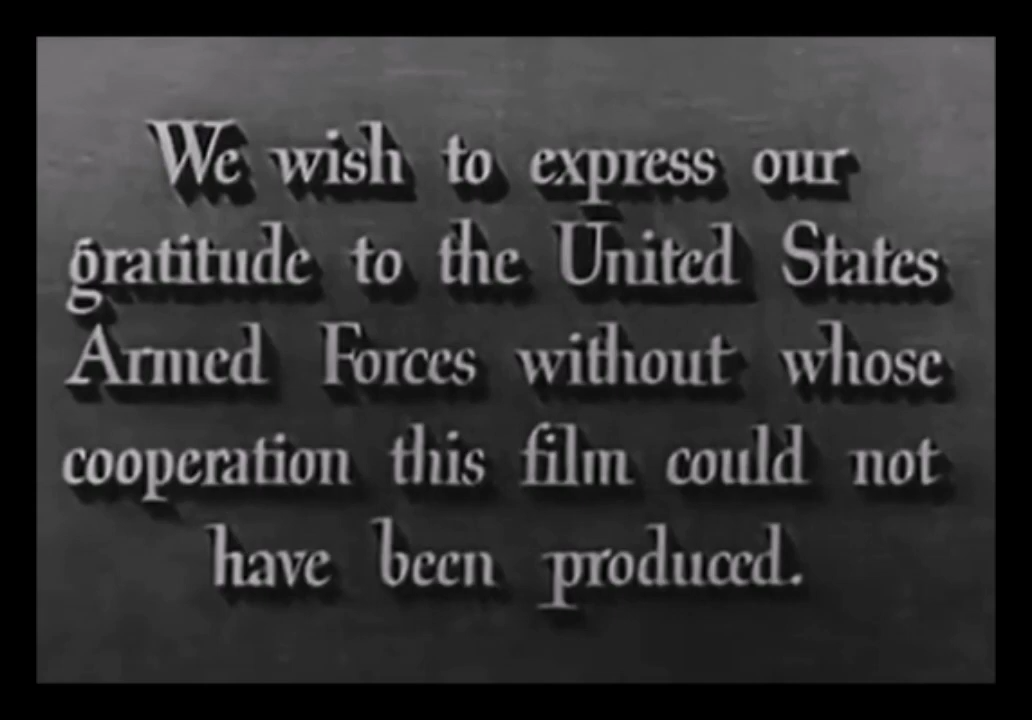 We wish to express our
gratitude to the United States
Armed Forces without whose
cooperation this film could not
have been produced.